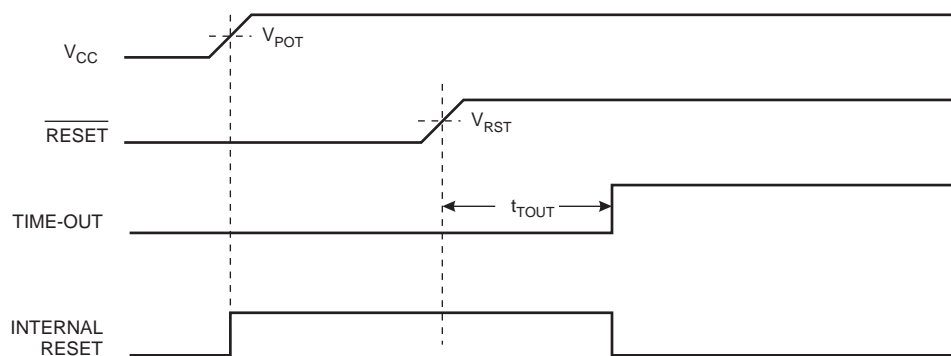 V_CC
V_POT
RESET
V_RST
TIME-OUT
t_TOUT
INTERNAL
RESET